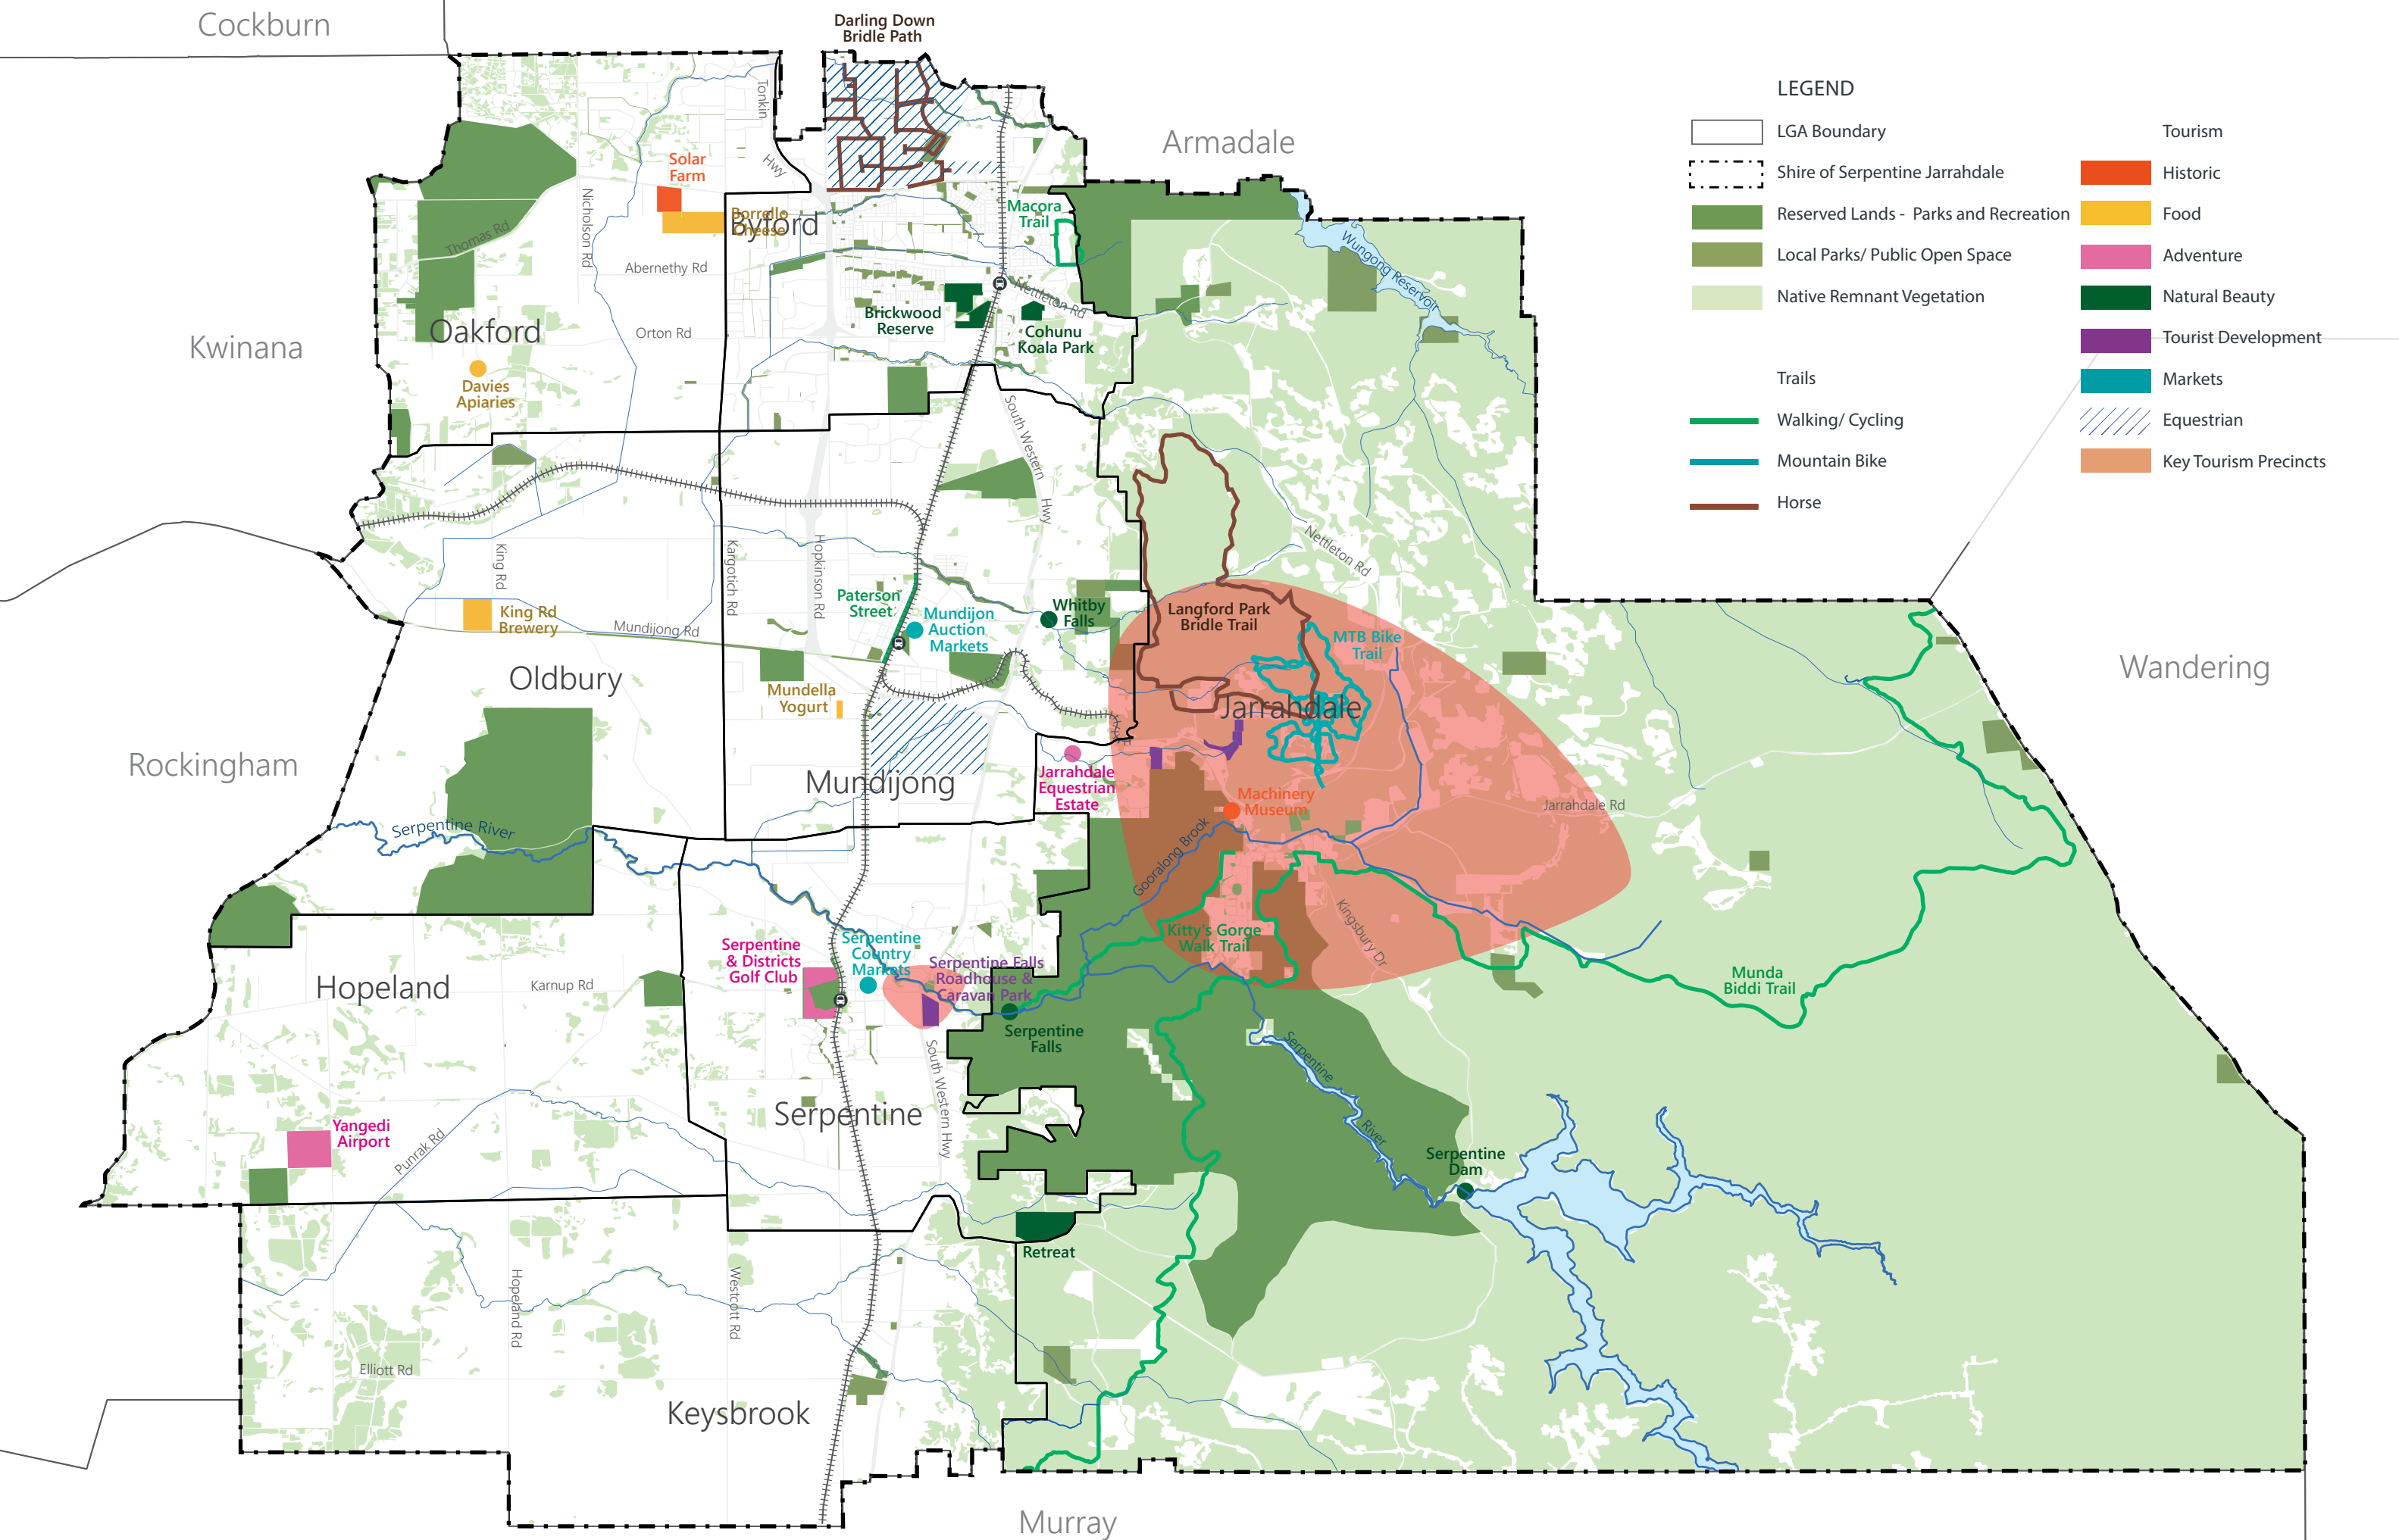 Cockburn
Darling Down
Bridle Path
Armadale
Kwinana
Rockingham
Wandering
Murray
LEGEND
LGA Boundary
Shire of Serpentine Jarrahdale
Reserved Lands - Parks and Recreation
Local Parks/ Public Open Space
Native Remnant Vegetation
Trails
Walking/ Cycling
Mountain Bike
Horse
Tourism
Historic
Food
Adventure
Natural Beauty
Tourist Development
Markets
Equestrian
Key Tourism Precincts
Tonkin
Hwy
Solar
Farm
Borrello
Cheese
Byford
Macora
Trail
Nicholson Rd
Thomas Rd
Abernethy Rd
Nettleton Rd
Wungong Reservoir
Brickwood
Reserve
Cohunu
Koala Park
Oakford
Orton Rd
Davies
Apiaries
South Western
Hwy
King Rd
Kargotich Rd
Hopkinson Rd
Nettleton Rd
Paterson
Street
Mundijon
Auction
Markets
Whitby
Falls
Langford Park
Bridle Trail
MTB Bike
Trail
King Rd
Brewery
Mundijong Rd
Oldbury
Mundella
Yogurt
Jarrahdale
Mundijong
Jarrahdale
Equestrian
Estate
Machinery
Museum
Jarrahdale Rd
Serpentine River
Gooralong Brook
Kitty's Gorge
Walk Trail
Kingsbury Dr
Munda
Biddi Trail
Serpentine
& Districts
Golf Club
Serpentine
Country
Markets
Serpentine Falls
Roadhouse &
Caravan Park
Hopeland
Karnup Rd
Serpentine
Falls
Serpentine
River
South Western Hwy
Serpentine
Yangedi
Airport
Punrak Rd
Serpentine
Dam
Retreat
Hopeland Rd
Westcott Rd
Elliott Rd
Keysbrook